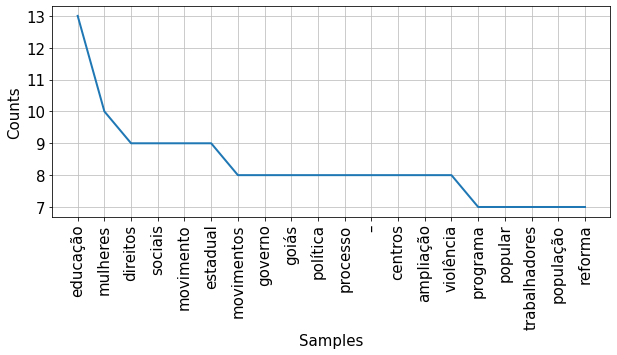 13
12
11
10
9
8
7
Counts
educação
mulheres
direitos
sociais
movimento
estadual
movimentos
governo
goiás
política
processo
–
centros
ampliação
violência
programa
popular
trabalhadores
população
reforma
Samples